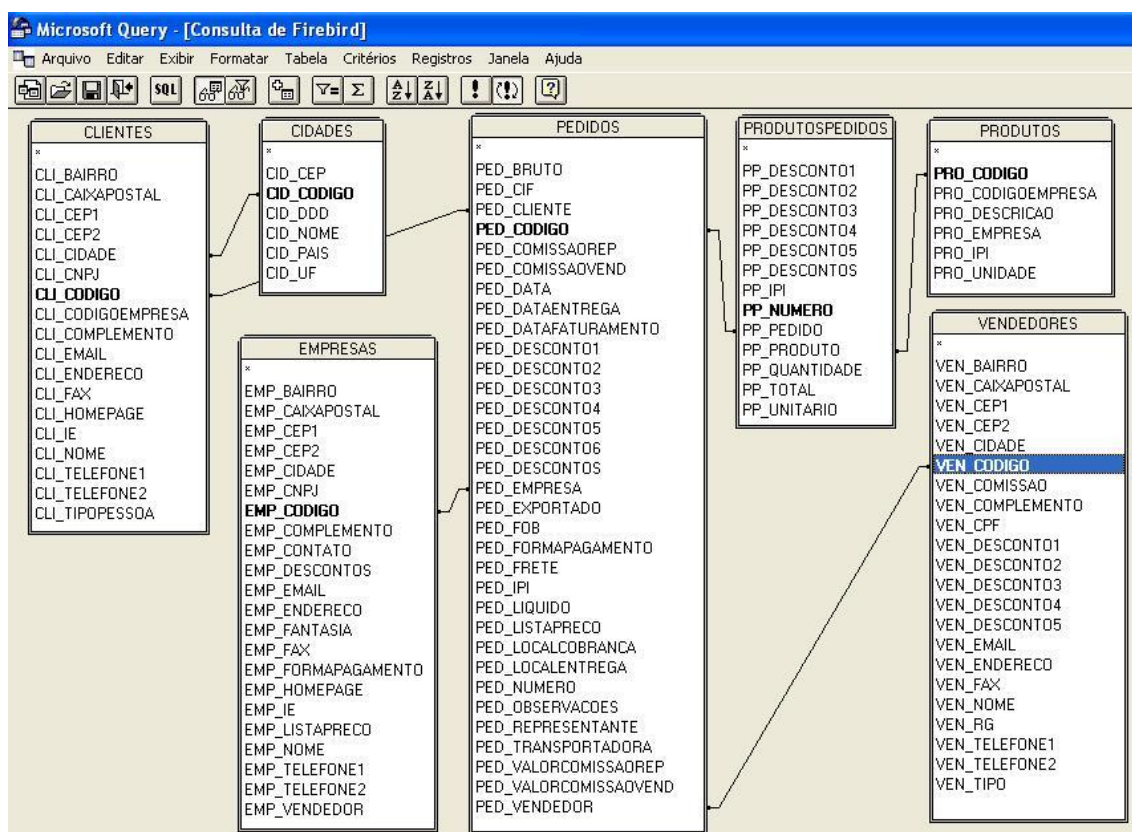 Microsoft Query - [Consulta de Firebird]
Arquivo Editar Exibir Formatar Tabela Critérios Registros Janela Ajuda
SQL
CLIENTES
*
CLI_BAIRRO
CLI_CAIXAPOSTAL
CLI_CEP1
CLI_CEP2
CLI_CIDADE
CLI_CNPJ
CLI_CODIGO
CLI_CODIGOEMPRESA
CLI_COMPLEMENTO
CLI_EMAIL
CLI_ENDERECO
CLI_FAX
CLI_HOMEPAGE
CLI_IE
CLI_NOME
CLI_TELEFONE1
CLI_TELEFONE2
CLI_TIPOPESSOA
CIDADES
*
CID_CEP
CID_CODIGO
CID_DDD
CID_NOME
CID_PAIS
CID_UF
EMPRESAS
*
EMP_BAIRRO
EMP_CAIXAPOSTAL
EMP_CEP1
EMP_CEP2
EMP_CIDADE
EMP_CNPJ
EMP_CODIGO
EMP_COMPLEMENTO
EMP_CONTATO
EMP_DESCONTOS
EMP_EMAIL
EMP_ENDERECO
EMP_FANTASIA
EMP_FAX
EMP_FORMAPAGAMENTO
EMP_HOMEPAGE
EMP_IE
EMP_LISTAPRECO
EMP_NOME
EMP_TELEFONE1
EMP_TELEFONE2
EMP_VENDEDOR
PEDIDOS
*
PED_BRUTO
PED_CIF
PED_CLIENTE
PED_CODIGO
PED_COMISSAOREP
PED_COMISSAOVEND
PED_DATA
PED_DATAENTREGA
PED_DATAFATURAMENTO
PED_DESCONTO1
PED_DESCONTO2
PED_DESCONTO3
PED_DESCONTO4
PED_DESCONTO5
PED_DESCONTO6
PED_DESCONTOS
PED_EMPRESA
PED_EXPORTADO
PED_FOB
PED_FORMAPAGAMENTO
PED_FRETE
PED_IPI
PED_LIQUIDO
PED_LISTAPRECO
PED_LOCALCOBRANCA
PED_LOCALENTREGA
PED_NUMERO
PED_OBSERVACOES
PED_REPRESENTANTE
PED_TRANSPORTADORA
PED_VALORCOMISSAOREP
PED_VALORCOMISSAOVEND
PED_VENDEDOR
PRODUTOSPEDIDOS
*
PP_DESCONTO1
PP_DESCONTO2
PP_DESCONTO3
PP_DESCONTO4
PP_DESCONTO5
PP_DESCONTOS
PP_IPI
PP_NUMERO
PP_PEDIDO
PP_PRODUTO
PP_QUANTIDADE
PP_TOTAL
PP_UNITARIO
PRODUTOS
*
PRO_CODIGO
PRO_CODIGOEMPRESA
PRO_DESCRICAO
PRO_EMPRESA
PRO_IPI
PRO_UNIDADE
VENDEDORES
*
VEN_BAIRRO
VEN_CAIXAPOSTAL
VEN_CEP1
VEN_CEP2
VEN_CIDADE
VEN_CODIGO
VEN_COMISSAO
VEN_COMPLEMENTO
VEN_CPF
VEN_DESCONTO1
VEN_DESCONTO2
VEN_DESCONTO3
VEN_DESCONTO4
VEN_DESCONTO5
VEN_EMAIL
VEN_ENDERECO
VEN_FAX
VEN_NOME
VEN_RG
VEN_TELEFONE1
VEN_TELEFONE2
VEN_TIPO